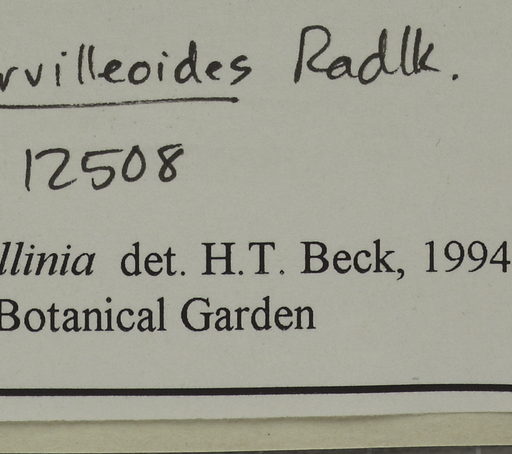 rvilleoides Radlk.
12508
llinia det. H.T. Beck, 1994
Botanical Garden